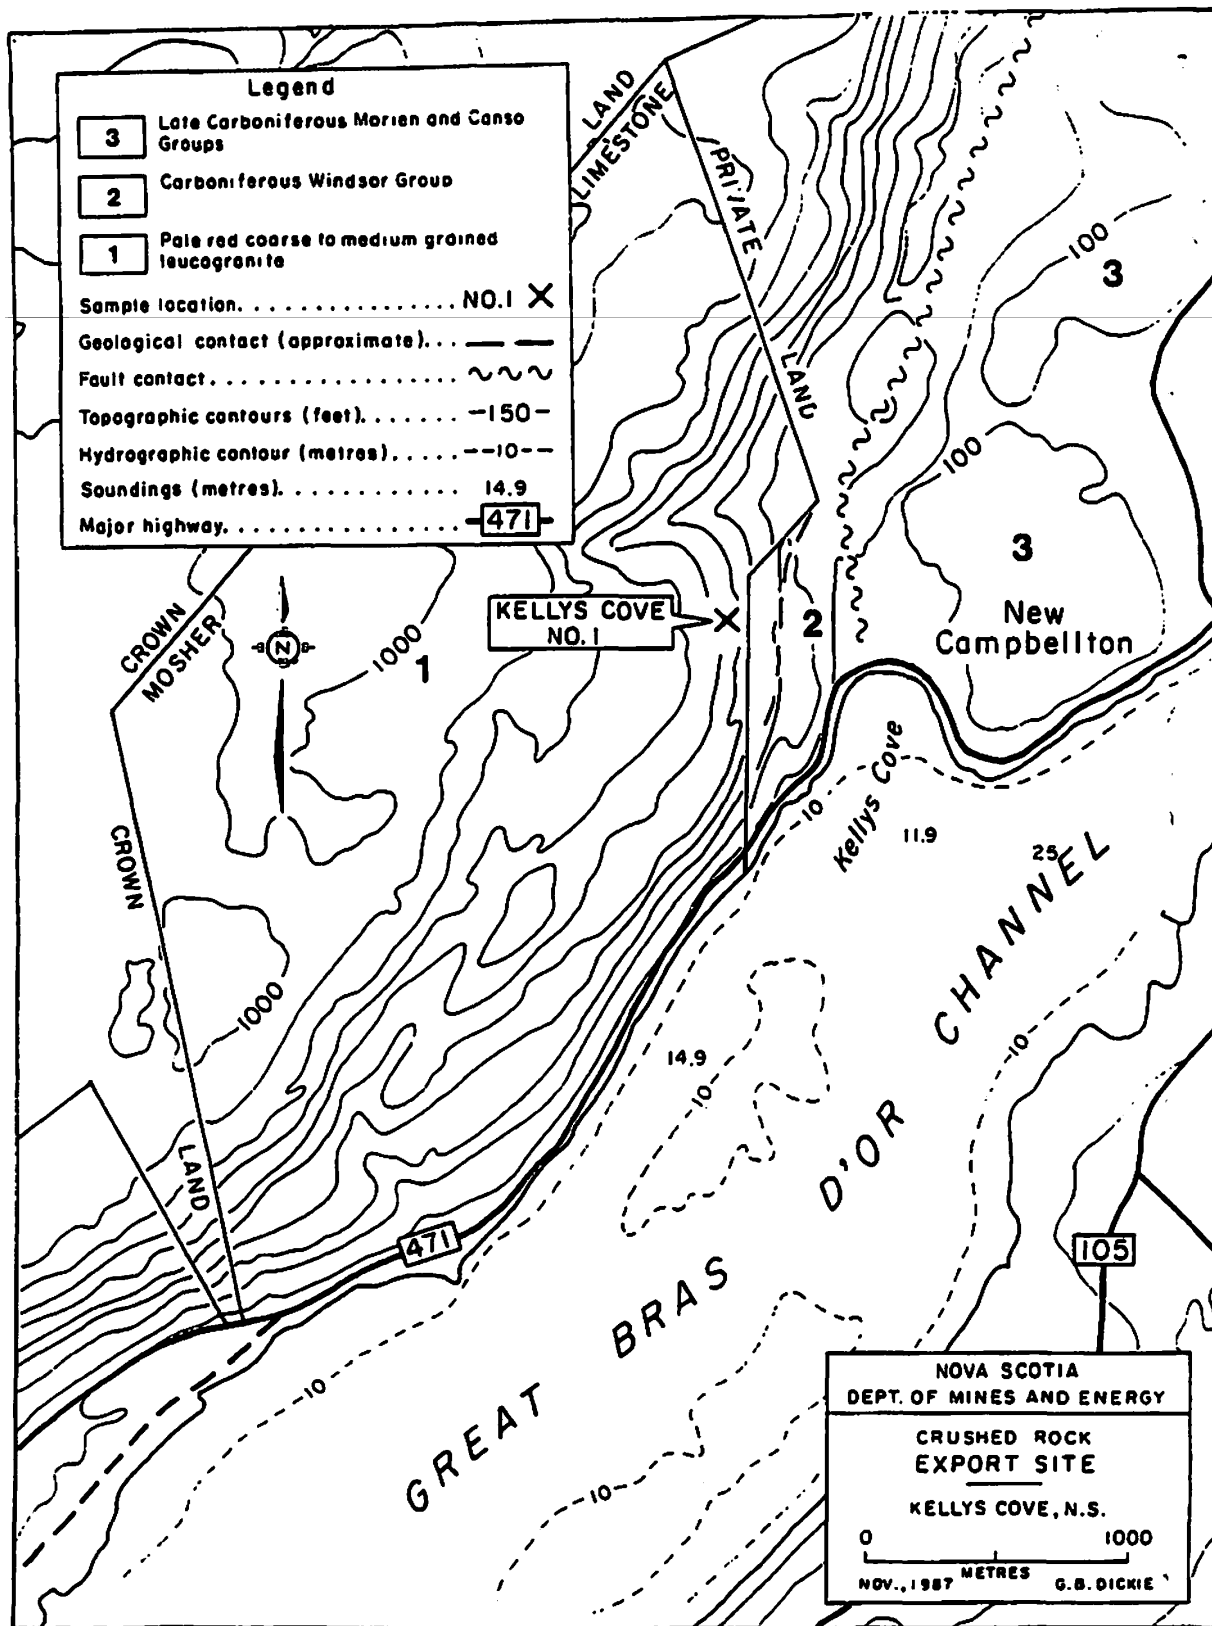 Legend
3 Late Carboniferous Morien and Canso
Groups
2 Carboniferous Windsor Group
1 Pale red coarse to medium grained
leucogranite
Sample location. . . . . . . . . . . . . . . NO.1 X
Geological contact (approximate). . .
Fault contact. . . . . . . . . . . . . . . . . .
Topographic contours (feet). . . . . . . -150-
Hydrographic contour (metres). . . . . --10--
Soundings (metres). . . . . . . . . . . . . 14.9
Major highway. . . . . . . . . . . . . . . . 471
LAND
LIMESTONE
PRIVATE
LAND
100
3
100
3
New
Campbellton
KELLYS COVE
NO. 1
X
2
N
CROWN
MOSHER
1000
1
CROWN
LAND
1000
10
Kellys Cove
11.9
25
14.9
10
10
471
105
10
10
GREAT BRAS D'OR CHANNEL
NOVA SCOTIA
DEPT. OF MINES AND ENERGY
CRUSHED ROCK
EXPORT SITE
KELLYS COVE, N.S.
0 1000
METRES
NOV., 1987 G.B. DICKIE